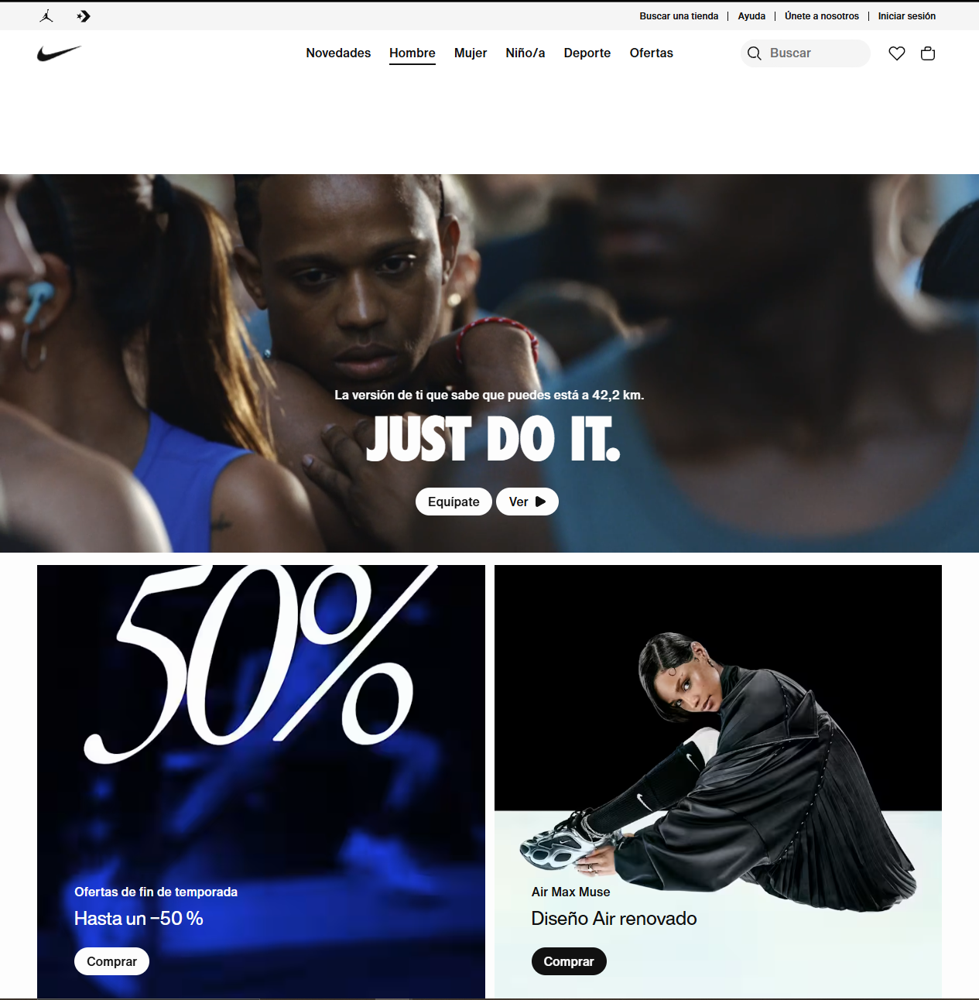 Buscar una tienda
Ayuda
Únete a nosotros
Iniciar sesión
Novedades
Hombre
Mujer
Niño/a
Deporte
Ofertas
Buscar
La versión de ti que sabe que puedes está a 42,2 km.
JUST DO IT.
Equípate
Ver
50%
Ofertas de fin de temporada
Hasta un −50 %
Comprar
Air Max Muse
Diseño Air renovado
Comprar